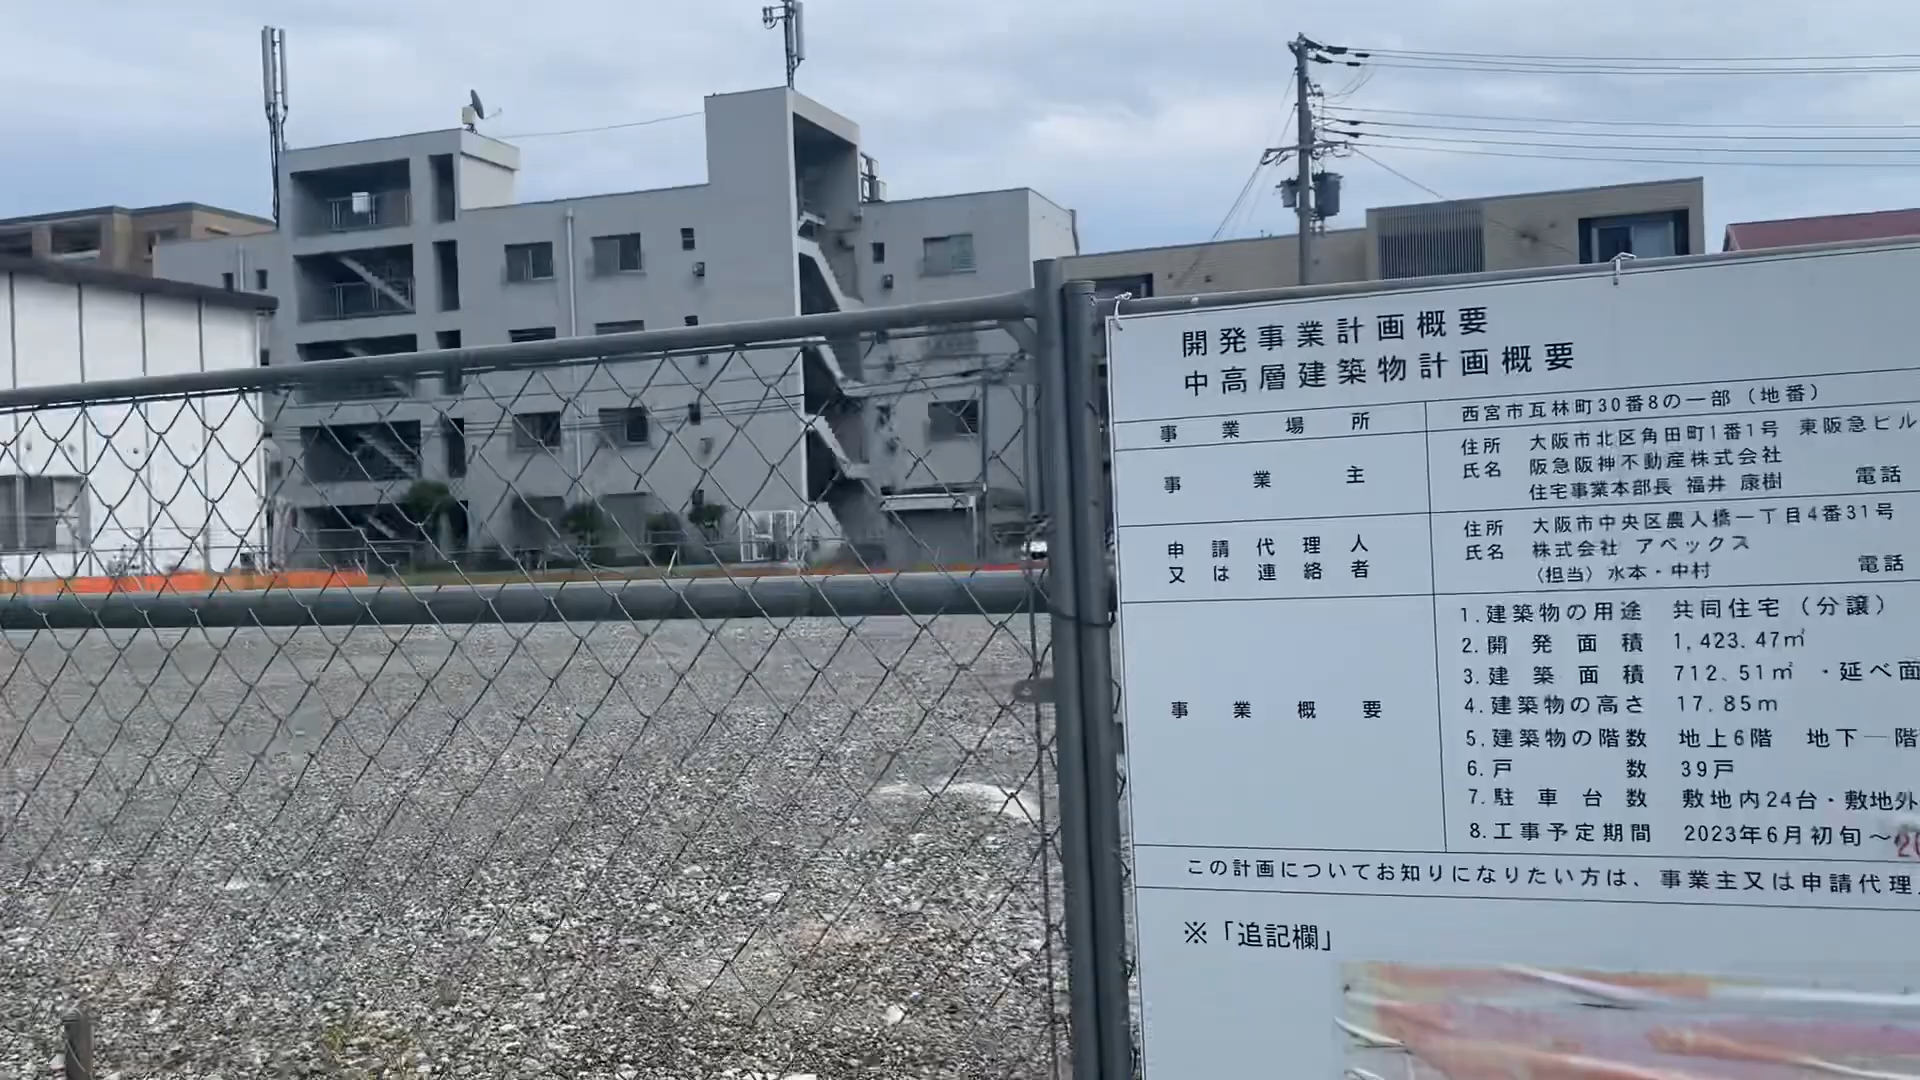 開発事業計画概要
中高層建築物計画概要
事業場所 西宮市瓦林町30番8の一部（地番）
事業主 住所 大阪市北区角田町1番1号 東阪急ビル
氏名 阪急阪神不動産株式会社
住宅事業本部長 福井 康樹 電話
申請代理人又は連絡者 住所 大阪市中央区農人橋一丁目4番31号
氏名 株式会社 アペックス
（担当）水本・中村 電話
事業概要
1.建築物の用途 共同住宅（分譲）
2.開発面積 1,423.47㎡
3.建築面積 712.51㎡ ・延べ面
4.建築物の高さ 17.85m
5.建築物の階数 地上6階 地下―階
6.戸数 39戸
7.駐車台数 敷地内24台・敷地外
8.工事予定期間 2023年6月初旬～20
この計画についてお知りになりたい方は、事業主又は申請代理
※「追記欄」